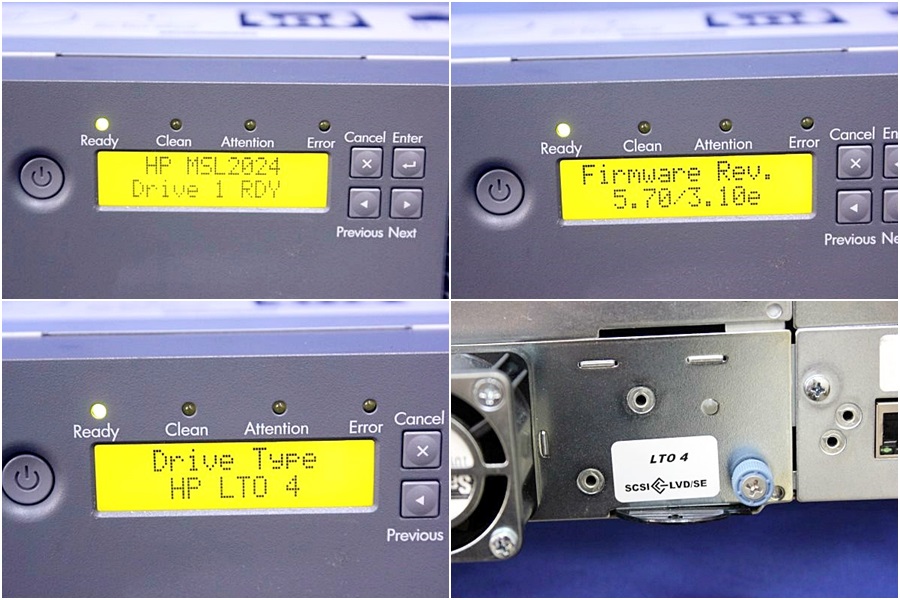 Ready Clean Attention Error Cancel Enter
HP MSL2024
Drive 1 RDY
Previous Next
Ready Clean Attention Error Cancel En
Firmware Rev.
5.70/3.10e
Previous Ne
Ready Clean Attention Error Cancel
Drive Type
HP LTO 4
Previous
LTO 4
SCSI LVD/SE